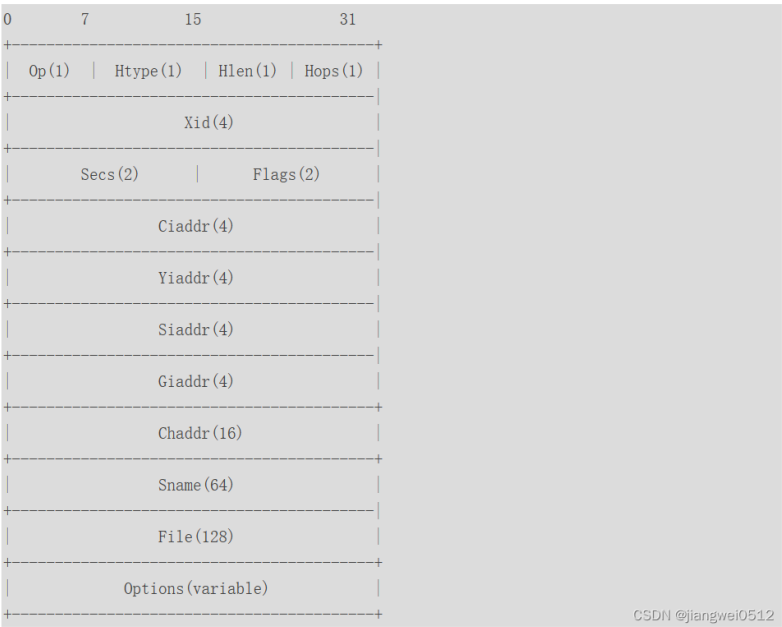 0 7 15 31
Op(1) | Htype(1) | Hlen(1) | Hops(1)
Xid(4)
Secs(2) | Flags(2)
Ciaddr(4)
Yiaddr(4)
Siaddr(4)
Giaddr(4)
Chaddr(16)
Sname(64)
File(128)
Options(variable)
CSDN @jiangwei0512